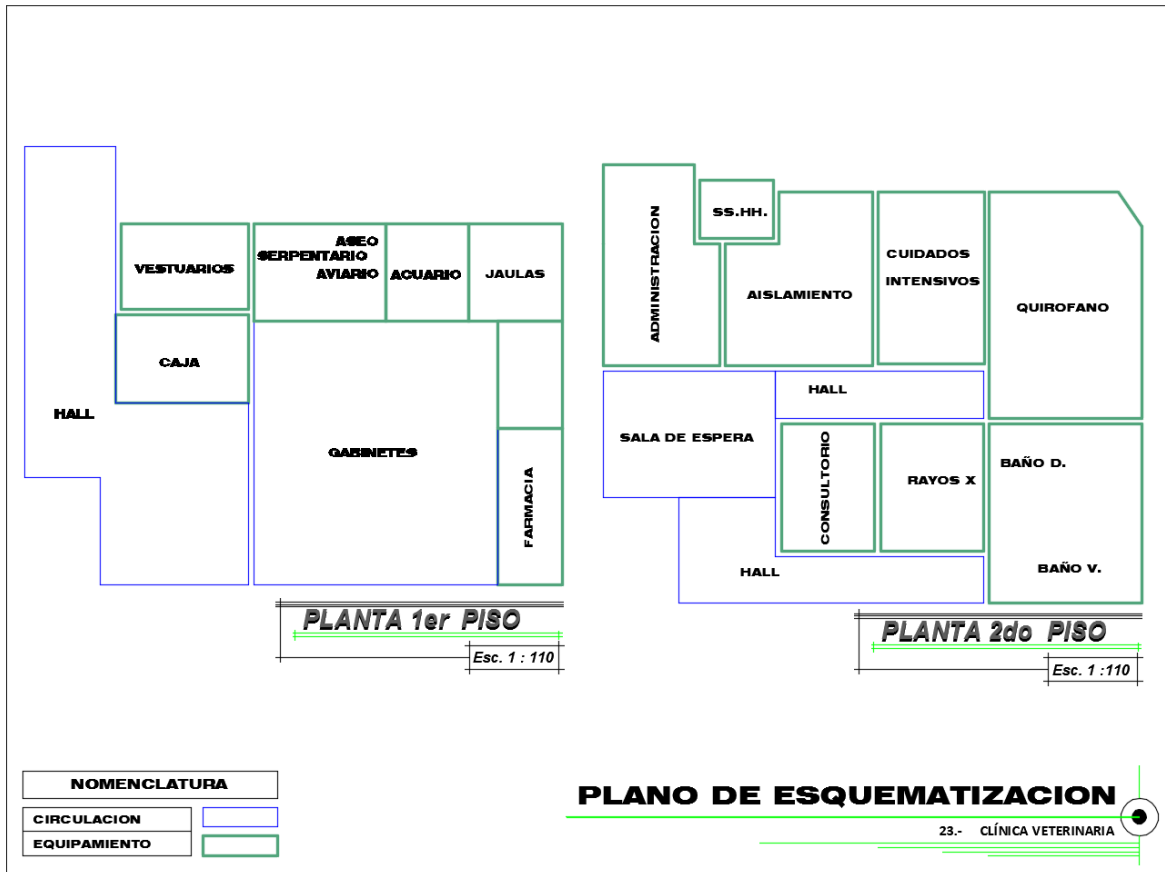 VESTUARIOS
ASEO
SERPENTARIO
AVIARIO
ACUARIO
JAULAS
CAJA
HALL
GABINETES
FARMACIA
PLANTA 1er PISO
Esc. 1 : 110
ADMINISTRACION
SS.HH.
AISLAMIENTO
CUIDADOS
INTENSIVOS
QUIROFANO
HALL
SALA DE ESPERA
CONSULTORIO
RAYOS X
BAÑO D.
BAÑO V.
HALL
PLANTA 2do PISO
Esc. 1 :110
NOMENCLATURA
CIRCULACION
EQUIPAMIENTO
PLANO DE ESQUEMATIZACION
23.- CLÍNICA VETERINARIA